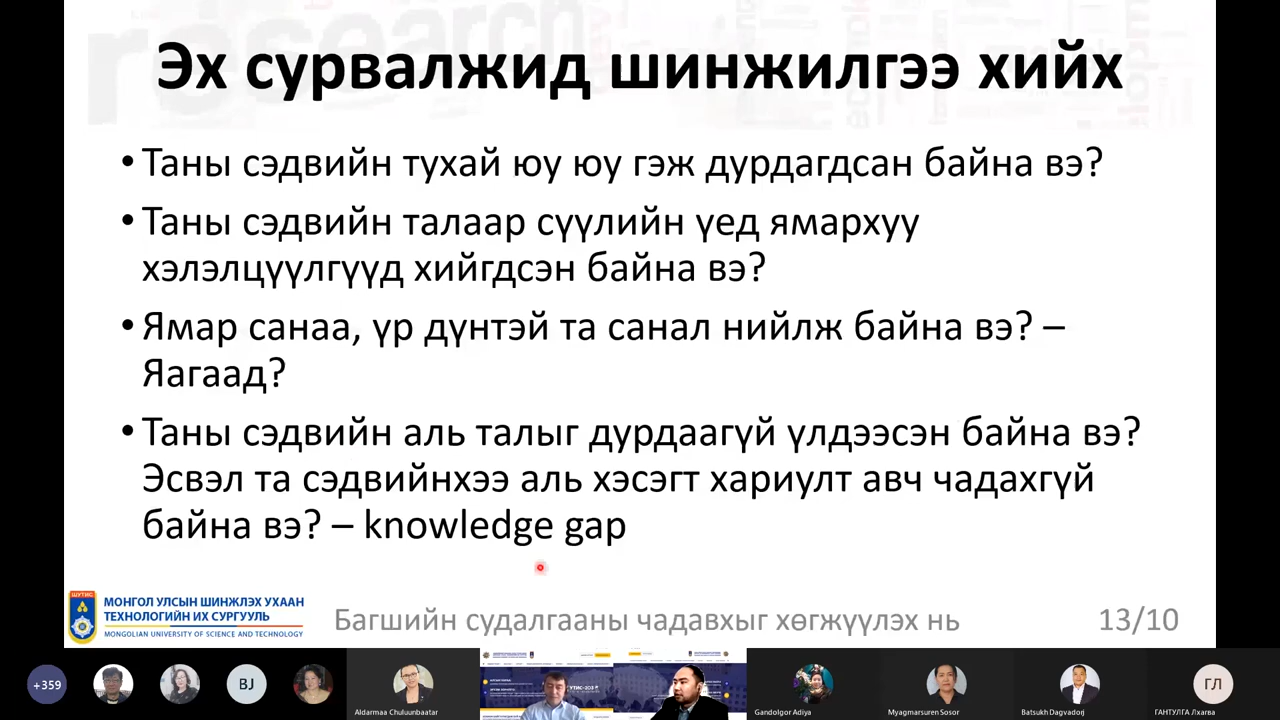 Эх сурвалжид шинжилгээ хийх
• Таны сэдвийн тухай юу юу гэж дурдагдсан байна вэ?
• Таны сэдвийн талаар сүүлийн үед ямархуу
хэлэлцүүлгүүд хийгдсэн байна вэ?
• Ямар санаа, үр дүнтэй та санал нийлж байна вэ? –
Яагаад?
• Таны сэдвийн аль талыг дурдаагүй үлдээсэн байна вэ?
Эсвэл та сэдвийнхээ аль хэсэгт хариулт авч чадахгүй
байна вэ? – knowledge gap
ШУТИС
МОНГОЛ УЛСЫН ШИНЖЛЭХ УХААН
ТЕХНОЛОГИЙН ИХ СУРГУУЛЬ
MONGOLIAN UNIVERSITY OF SCIENCE AND TECHNOLOGY
Багшийн судалгааны чадавхыг хөгжүүлэх нь
13/10
+359
BJ
Aldarmaa Chuluunbaatar
Gandolgor Adiya
Myagmarsuren Sosor
Batsukh Dagvadorj
ГЛ
ГАНТУЛГА Лхагва